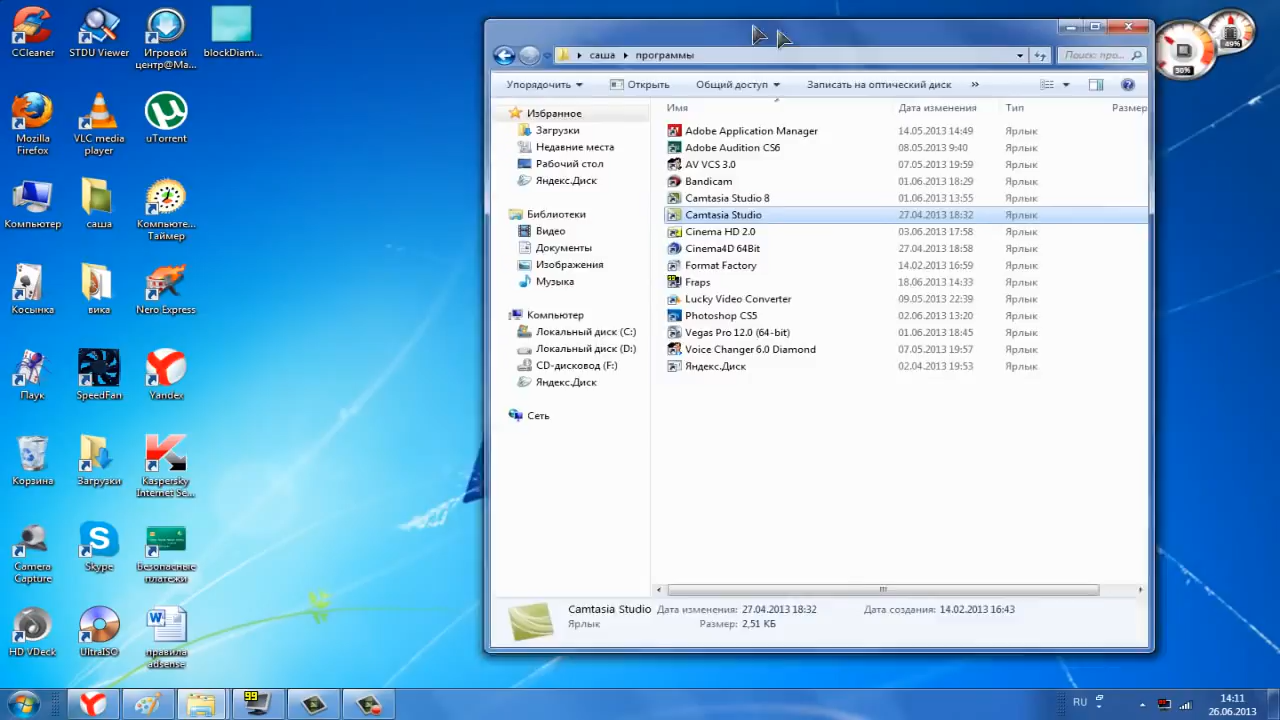 CCleaner
STDU Viewer
Игровой
центр@Ma...
blockDiam...
Mozilla
Firefox
VLC media
player
uTorrent
Компьютер
саша
Компьюте...
Таймер
Косынка
вика
Nero Express
Паук
SpeedFan
Yandex
Корзина
Загрузки
Kaspersky
Internet Se...
Camera
Capture
Skype
Безопасные
платежи
HD VDeck
UltraISO
правила
adsense
саша
программы
Поиск: про...
Упорядочить
Открыть
Общий доступ
Записать на оптический диск
»
Избранное
Загрузки
Недавние места
Рабочий стол
Яндекс.Диск
Библиотеки
Видео
Документы
Изображения
Музыка
Компьютер
Локальный диск (C:)
Локальный диск (D:)
CD-дисковод (F:)
Яндекс.Диск
Сеть
Имя Дата изменения Тип Размер
Adobe Application Manager 14.05.2013 14:49 Ярлык
Adobe Audition CS6 08.05.2013 9:40 Ярлык
AV VCS 3.0 07.05.2013 19:59 Ярлык
Bandicam 01.06.2013 18:29 Ярлык
Camtasia Studio 8 01.06.2013 13:55 Ярлык
Camtasia Studio 27.04.2013 18:32 Ярлык
Cinema HD 2.0 03.06.2013 17:58 Ярлык
Cinema4D 64Bit 27.04.2013 18:58 Ярлык
Format Factory 14.02.2013 16:59 Ярлык
Fraps 18.06.2013 14:33 Ярлык
Lucky Video Converter 09.05.2013 22:39 Ярлык
Photoshop CS5 02.06.2013 13:20 Ярлык
Vegas Pro 12.0 (64-bit) 01.06.2013 18:45 Ярлык
Voice Changer 6.0 Diamond 07.05.2013 19:57 Ярлык
Яндекс.Диск 02.04.2013 19:53 Ярлык
Camtasia Studio Дата изменения: 27.04.2013 18:32 Дата создания: 14.02.2013 16:43
Ярлык Размер: 2,51 КБ
49%
99
RU
14:11
26.06.2013